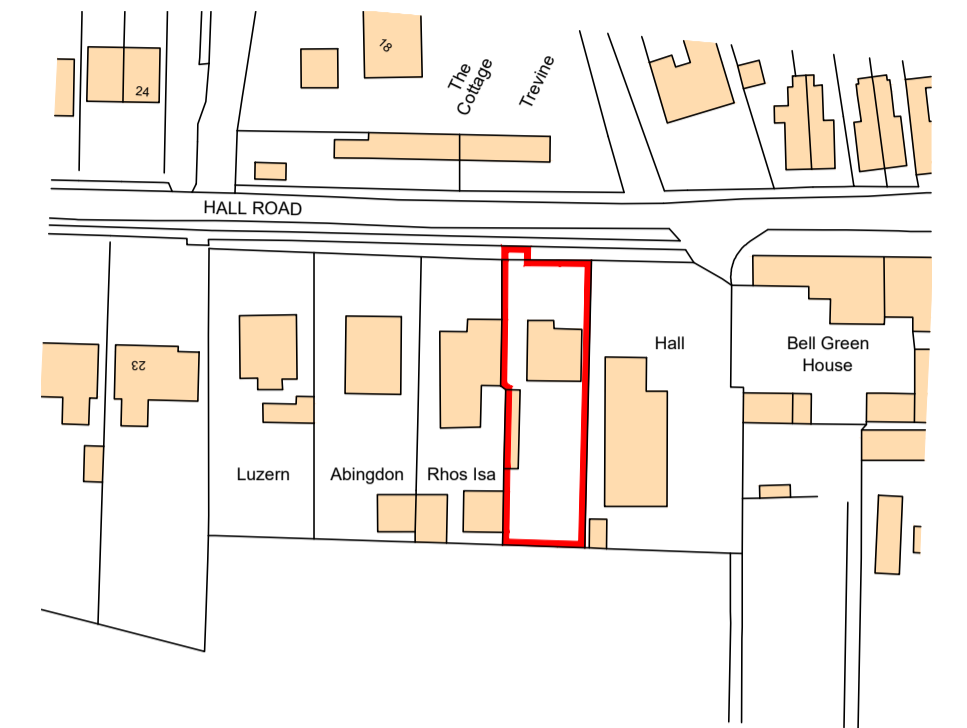 18
24
The
Cottage
Trevine
HALL ROAD
Hall
Bell Green
House
23
Luzern
Abingdon
Rhos Isa